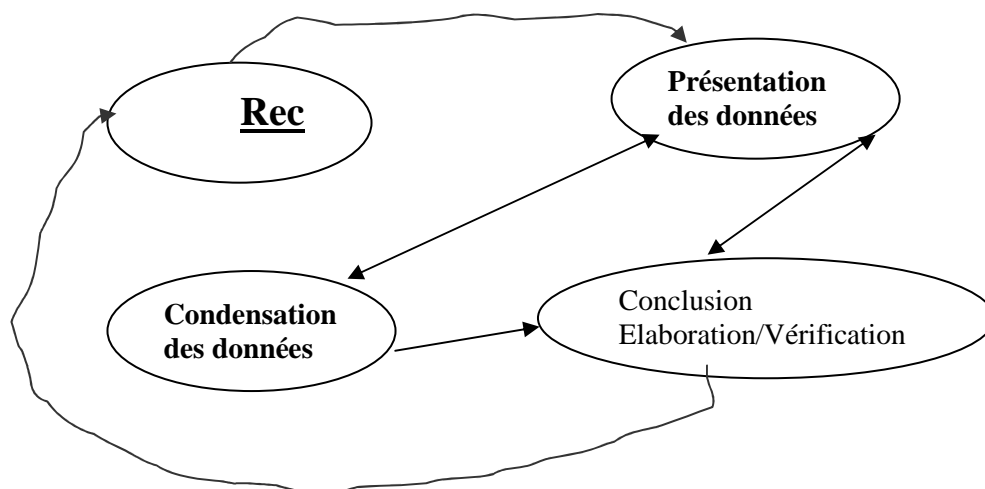 Rec
Présentation
des données
Condensation
des données
Conclusion
Elaboration/Vérification